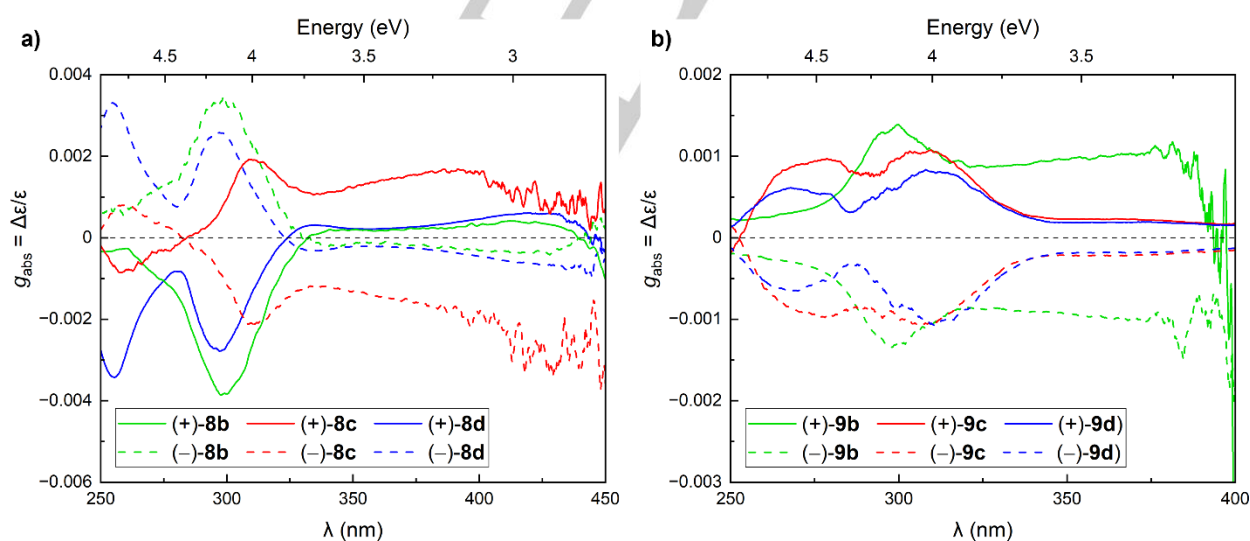 a)
Energy (eV)
4.5 4 3.5 3
0.004
0.002
0
−0.002
−0.004
−0.006
g_abs = Δε/ε
(+)-8b (+)-8c (+)-8d
(−)-8b (−)-8c (−)-8d
250 300 350 400 450
λ (nm)
b)
Energy (eV)
4.5 4 3.5
0.002
0.001
0
−0.001
−0.002
−0.003
g_abs = Δε/ε
(+)-9b (+)-9c (+)-9d)
(−)-9b (−)-9c (−)-9d)
250 300 350 400
λ (nm)